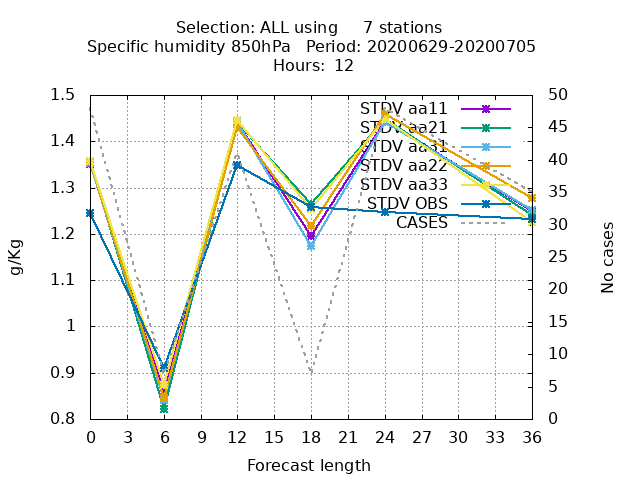 Selection: ALL using 7 stations
Specific humidity 850hPa Period: 20200629-20200705
Hours: 12
1.5
1.4
1.3
1.2
1.1
1
0.9
0.8
g/Kg
STDV aa11
STDV aa21
STDV aa31
STDV aa22
STDV aa33
STDV OBS
CASES
50
45
40
35
30
25
20
15
10
5
0
No cases
0 3 6 9 12 15 18 21 24 27 30 33 36
Forecast length